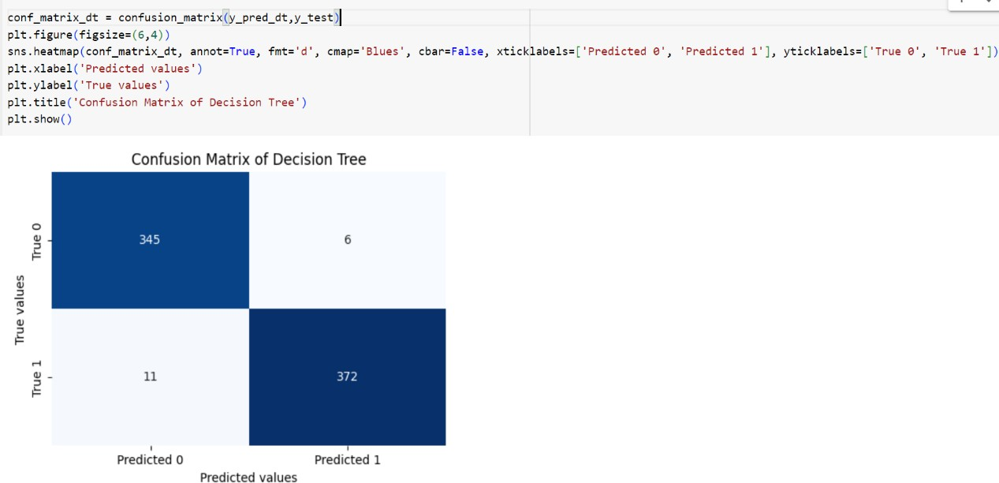 conf_matrix_dt = confusion_matrix(y_pred_dt,y_test)
plt.figure(figsize=(6,4))
sns.heatmap(conf_matrix_dt, annot=True, fmt='d', cmap='Blues', cbar=False, xticklabels=['Predicted 0', 'Predicted 1'], yticklabels=['True 0', 'True 1'])
plt.xlabel('Predicted values')
plt.ylabel('True values')
plt.title('Confusion Matrix of Decision Tree')
plt.show()
Confusion Matrix of Decision Tree
True values
True 0
345
6
True 1
11
372
Predicted 0
Predicted 1
Predicted values